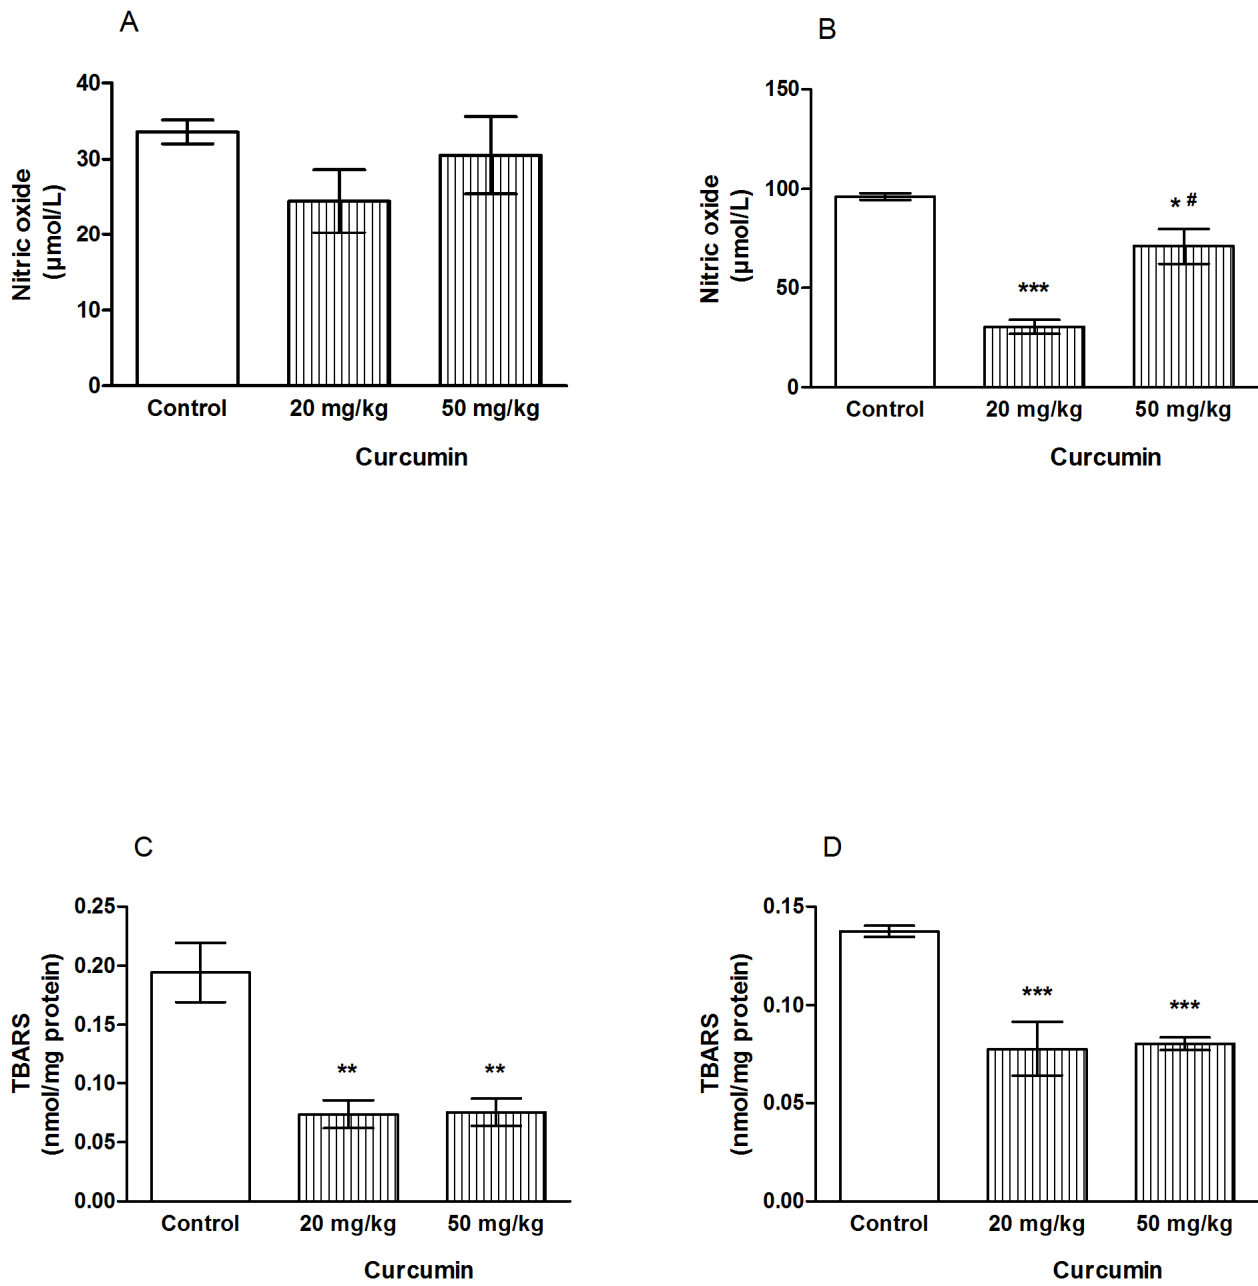 A
Nitric oxide
(µmol/L)
40
30
20
10
0
Control
20 mg/kg
50 mg/kg
Curcumin
B
Nitric oxide
(µmol/L)
150
100
50
0
***
* #
Control
20 mg/kg
50 mg/kg
Curcumin
C
TBARS
(nmol/mg protein)
0.25
0.20
0.15
0.10
0.05
0.00
**
**
Control
20 mg/kg
50 mg/kg
Curcumin
D
TBARS
(nmol/mg protein)
0.15
0.10
0.05
0.00
***
***
Control
20 mg/kg
50 mg/kg
Curcumin